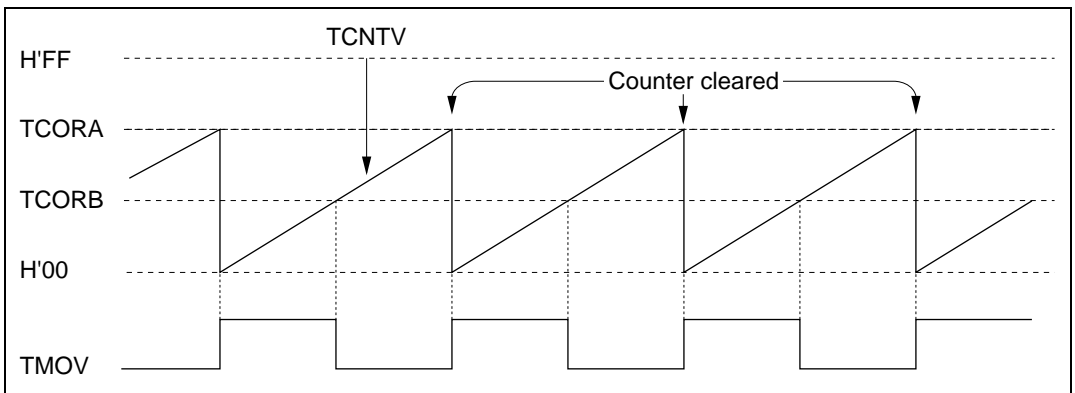 TCNTV
H'FF
Counter cleared
TCORA
TCORB
H'00
TMOV